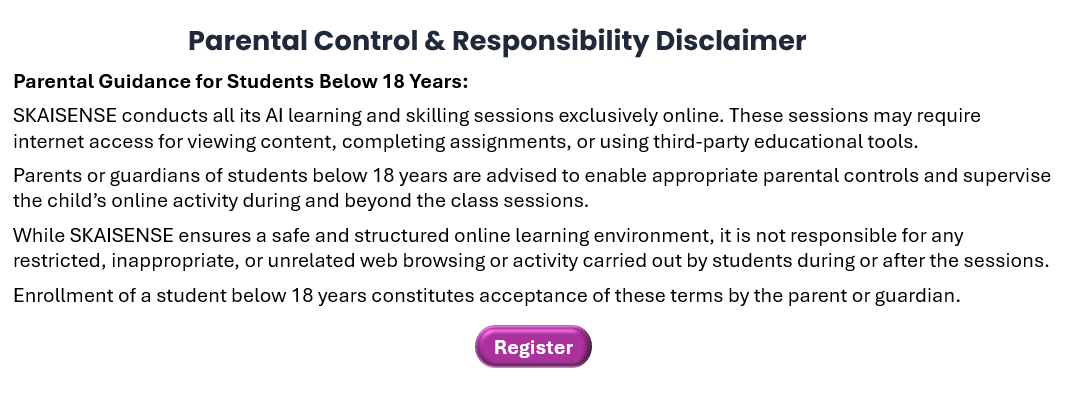 Parental Control & Responsibility Disclaimer
Parental Guidance for Students Below 18 Years:
SKAISENSE conducts all its AI learning and skilling sessions exclusively online. These sessions may require
internet access for viewing content, completing assignments, or using third-party educational tools.
Parents or guardians of students below 18 years are advised to enable appropriate parental controls and supervise
the child’s online activity during and beyond the class sessions.
While SKAISENSE ensures a safe and structured online learning environment, it is not responsible for any
restricted, inappropriate, or unrelated web browsing or activity carried out by students during or after the sessions.
Enrollment of a student below 18 years constitutes acceptance of these terms by the parent or guardian.
Register